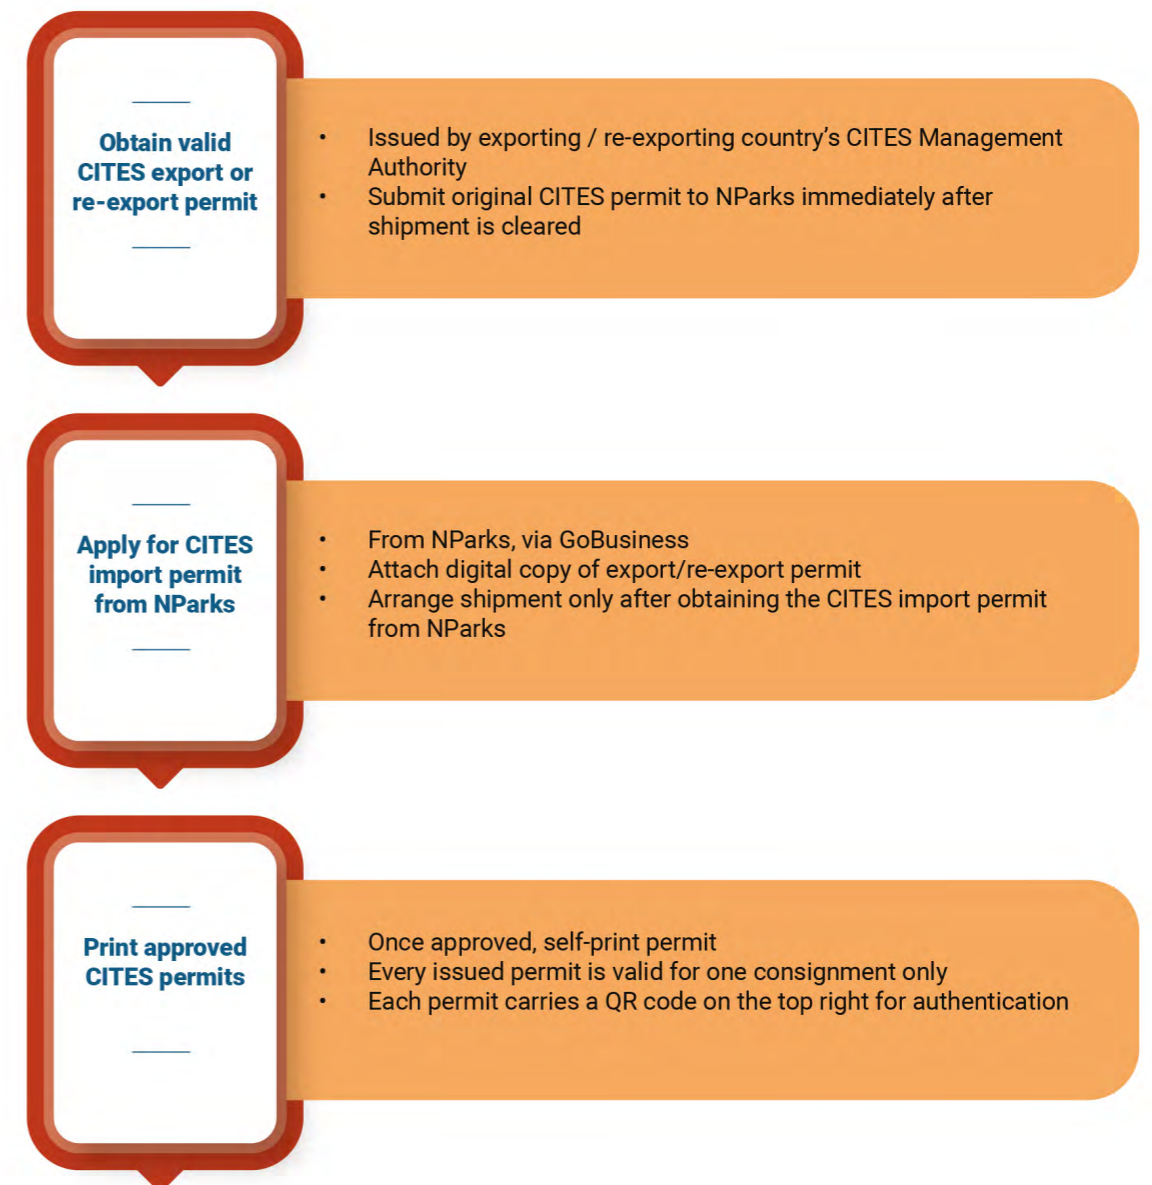 Obtain valid
CITES export or
re-export permit
• Issued by exporting / re-exporting country's CITES Management
Authority
• Submit original CITES permit to NParks immediately after
shipment is cleared
Apply for CITES
import permit
from NParks
• From NParks, via GoBusiness
• Attach digital copy of export/re-export permit
• Arrange shipment only after obtaining the CITES import permit
from NParks
Print approved
CITES permits
• Once approved, self-print permit
• Every issued permit is valid for one consignment only
• Each permit carries a QR code on the top right for authentication